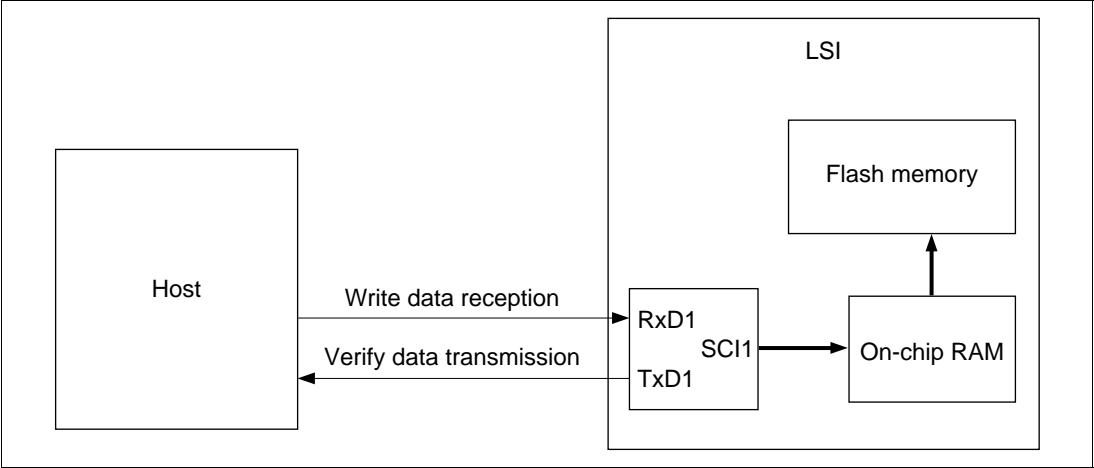 LSI
Flash memory
Host
Write data reception
RxD1
SCI1
On-chip RAM
Verify data transmission
TxD1